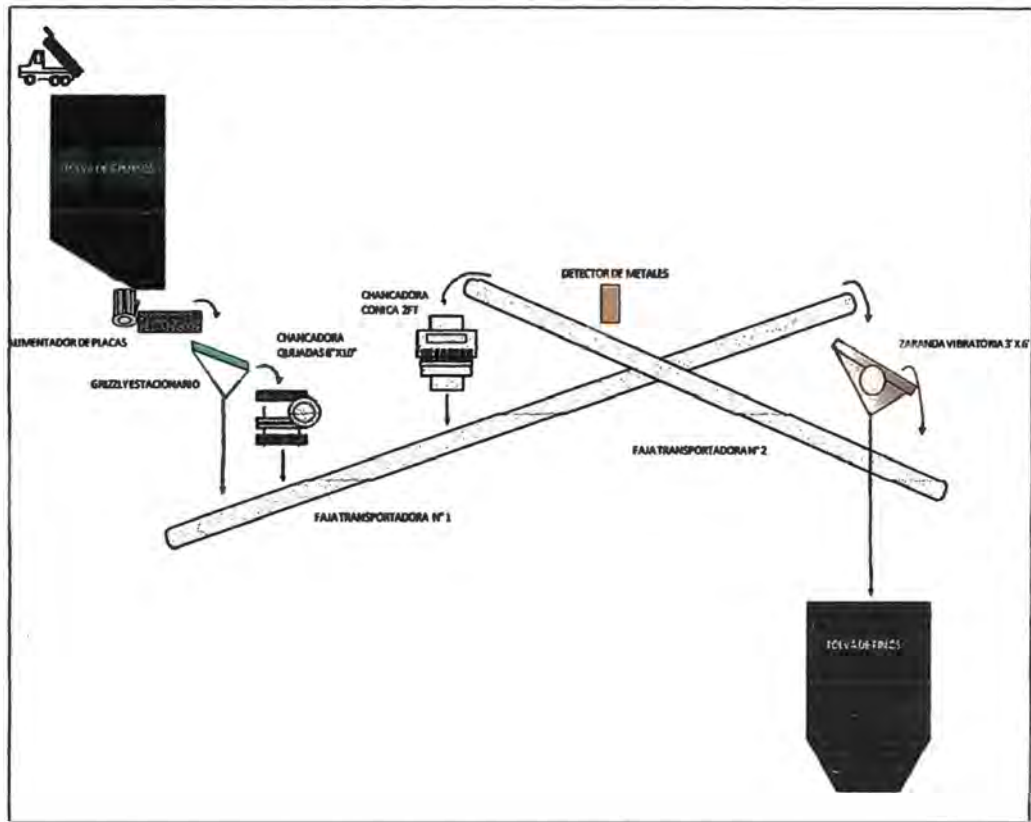 TOLVA DE GRUESOS
DETECTOR DE METALES
CHANCADORA
CONICA 2FT
ALIMENTADOR DE PLACAS
CHANCADORA
QUIJADAS 6"X10"
ZARANDA VIBRATORIA 3' X 6'
GRIZZLY ESTACIONARIO
FAJA TRANSPORTADORA N° 2
FAJA TRANSPORTADORA N° 1
TOLVA DE FINOS